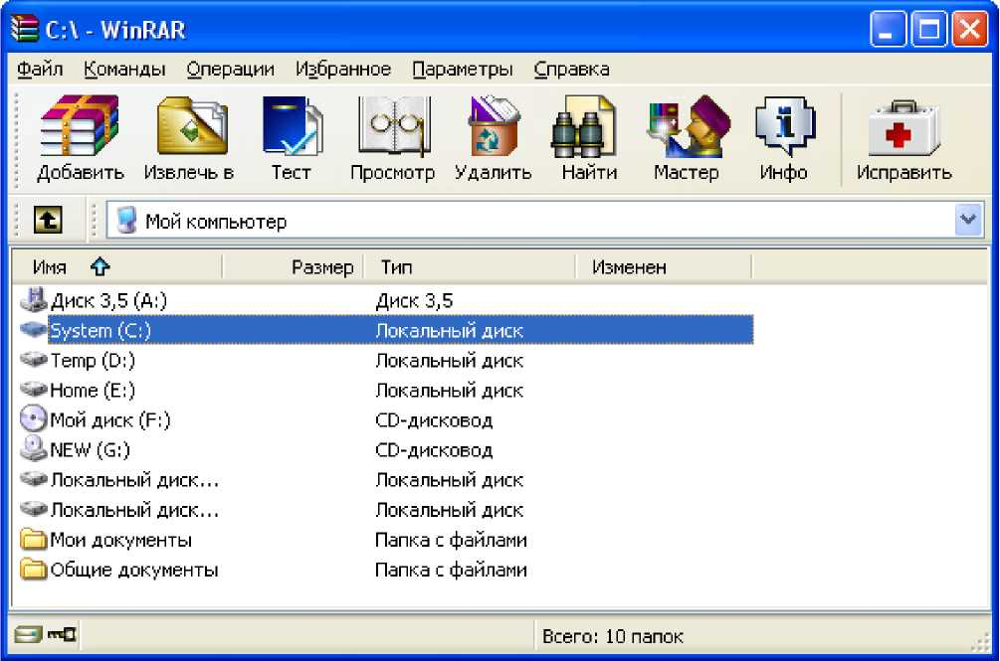 C:\ - WinRAR
Файл Команды Операции Избранное Параметры Справка
Добавить Извлечь в Тест Просмотр Удалить Найти Мастер Инфо Исправить
Мой компьютер
Имя Размер Тип Изменен
Диск 3,5 (A:) Диск 3,5
System (C:) Локальный диск
Temp (D:) Локальный диск
Home (E:) Локальный диск
Мой диск (F:) CD-дисковод
NEW (G:) CD-дисковод
Локальный диск... Локальный диск
Локальный диск... Локальный диск
Мои документы Папка с файлами
Общие документы Папка с файлами
Всего: 10 папок